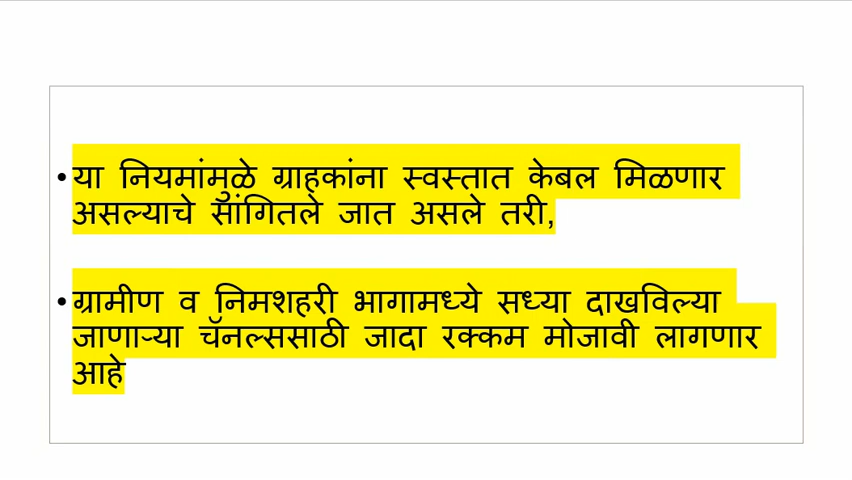 • या नियमांमुळे ग्राहकांना स्वस्तात केबल मिळणार
असल्याचे सांगितले जात असले तरी,
• ग्रामीण व निमशहरी भागामध्ये सध्या दाखविल्या
जाणाऱ्या चॅनल्ससाठी जादा रक्कम मोजावी लागणार
आहे